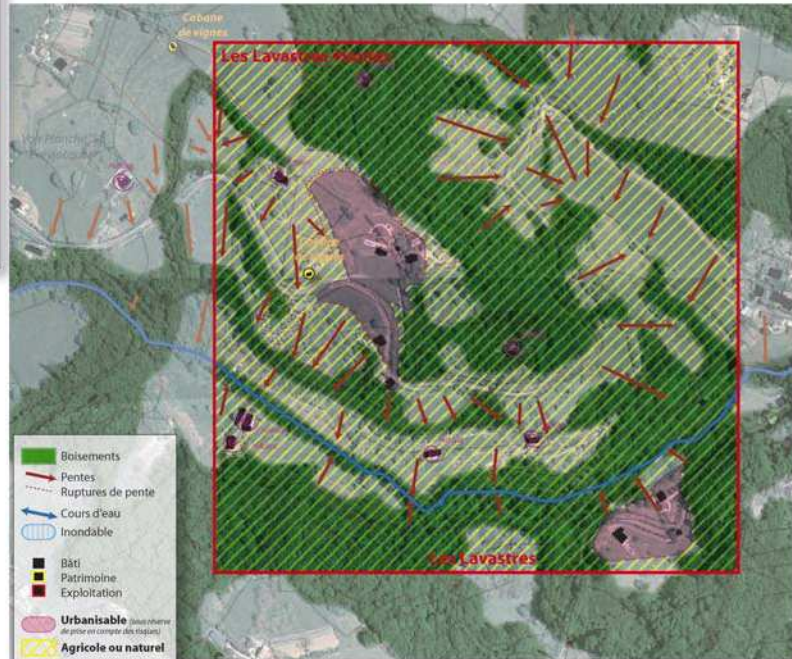 Cabane
de vignes
Les Lavastres
Les Lavastres
Boisements
Pentes
Ruptures de pente
Cours d'eau
Inondable
Bâti
Patrimoine
Exploitation
Urbanisable (sous réserve
de prise en compte des risques)
Agricole ou naturel